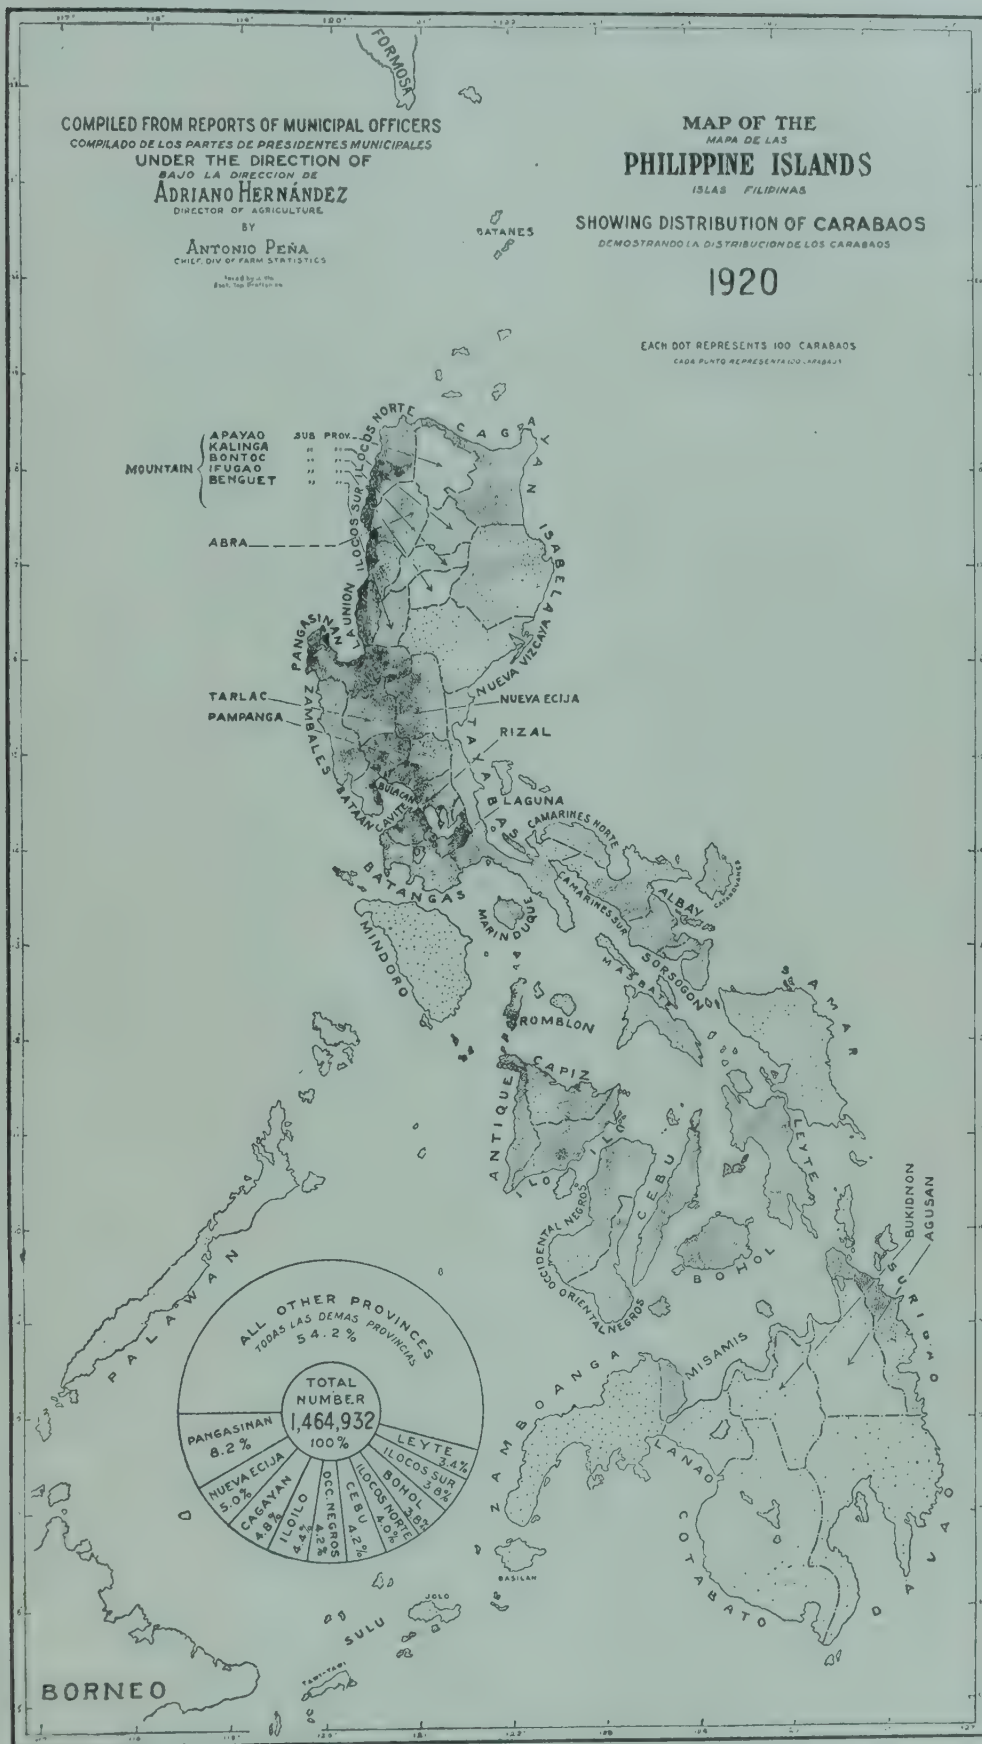 COMPILED FROM REPORTS OF MUNICIPAL OFFICERS
COMPILADO DE LOS PARTES DE PRESIDENTES MUNICIPALES
UNDER THE DIRECTION OF
BAJO LA DIRECCION DE
ADRIANO HERNÁNDEZ
DIRECTOR OF AGRICULTURE
BY
ANTONIO PEÑA
CHIEF, DIV OF FARM STATISTICS
MAP OF THE
MAPA DE LAS
PHILIPPINE ISLANDS
ISLAS FILIPINAS
SHOWING DISTRIBUTION OF CARABAOS
DEMOSTRANDO LA DISTRIBUCION DE LOS CARABAOS
1920
EACH DOT REPRESENTS 100 CARABAOS
CADA PUNTO REPRESENTA 100 CARABAOS
FORMOSA
BATANES
MOUNTAIN
APAYAO SUB PROV.
KALINGA " "
BONTOC " "
IFUGAO " "
BENGUET " "
ABRA
ILOCOS NORTE
CAGAYAN
ILOCOS SUR
ISABELA
LA UNION
PANGASINAN
NUEVA VIZCAYA
ZAMBALES
TARLAC
PAMPANGA
NUEVA ECIJA
RIZAL
TAYABAS
LAGUNA
BULACAN
BATAAN
CAVITE
CAMARINES NORTE
CAMARINES SUR
CATANDUANES
ALBAY
BATANGAS
MARINDUQUE
MINDORO
SORSOGON
MASBATE
SAMAR
ROMBLON
CAPIZ
ANTIQUE
ILOILO
CEBU
LEYTE
OCCIDENTAL NEGROS
ORIENTAL NEGROS
BOHOL
BUKIDNON
AGUSAN
SURIGAO
PALAWAN
MISAMIS
ZAMBOANGA
LANAO
COTABATO
DAVAO
BASILAN
JOLO
SULU
TAWI-TAWI
BORNEO
ALL OTHER PROVINCES
TODAS LAS DEMAS PROVINCIAS
54.2%
TOTAL
NUMBER
1,464,932
100%
PANGASINAN
8.2%
NUEVA ECIJA
5.0%
CAGAYAN
4.8%
ILOILO
4.4%
OCC. NEGROS
4.2%
CEBU
4.2%
ILOCOS NORTE
4.0%
BOHOL
3.8%
ILOCOS SUR
3.8%
LEYTE
3.4%